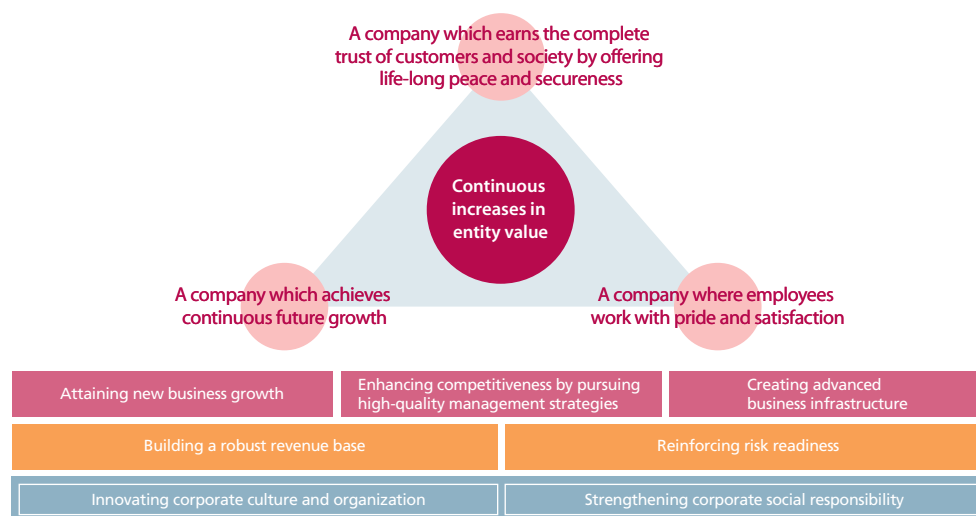 A company which earns the complete
trust of customers and society by offering
life-long peace and secureness
Continuous
increases in
entity value
A company which achieves
continuous future growth
A company where employees
work with pride and satisfaction
Attaining new business growth
Enhancing competitiveness by pursuing
high-quality management strategies
Creating advanced
business infrastructure
Building a robust revenue base
Reinforcing risk readiness
Innovating corporate culture and organization
Strengthening corporate social responsibility